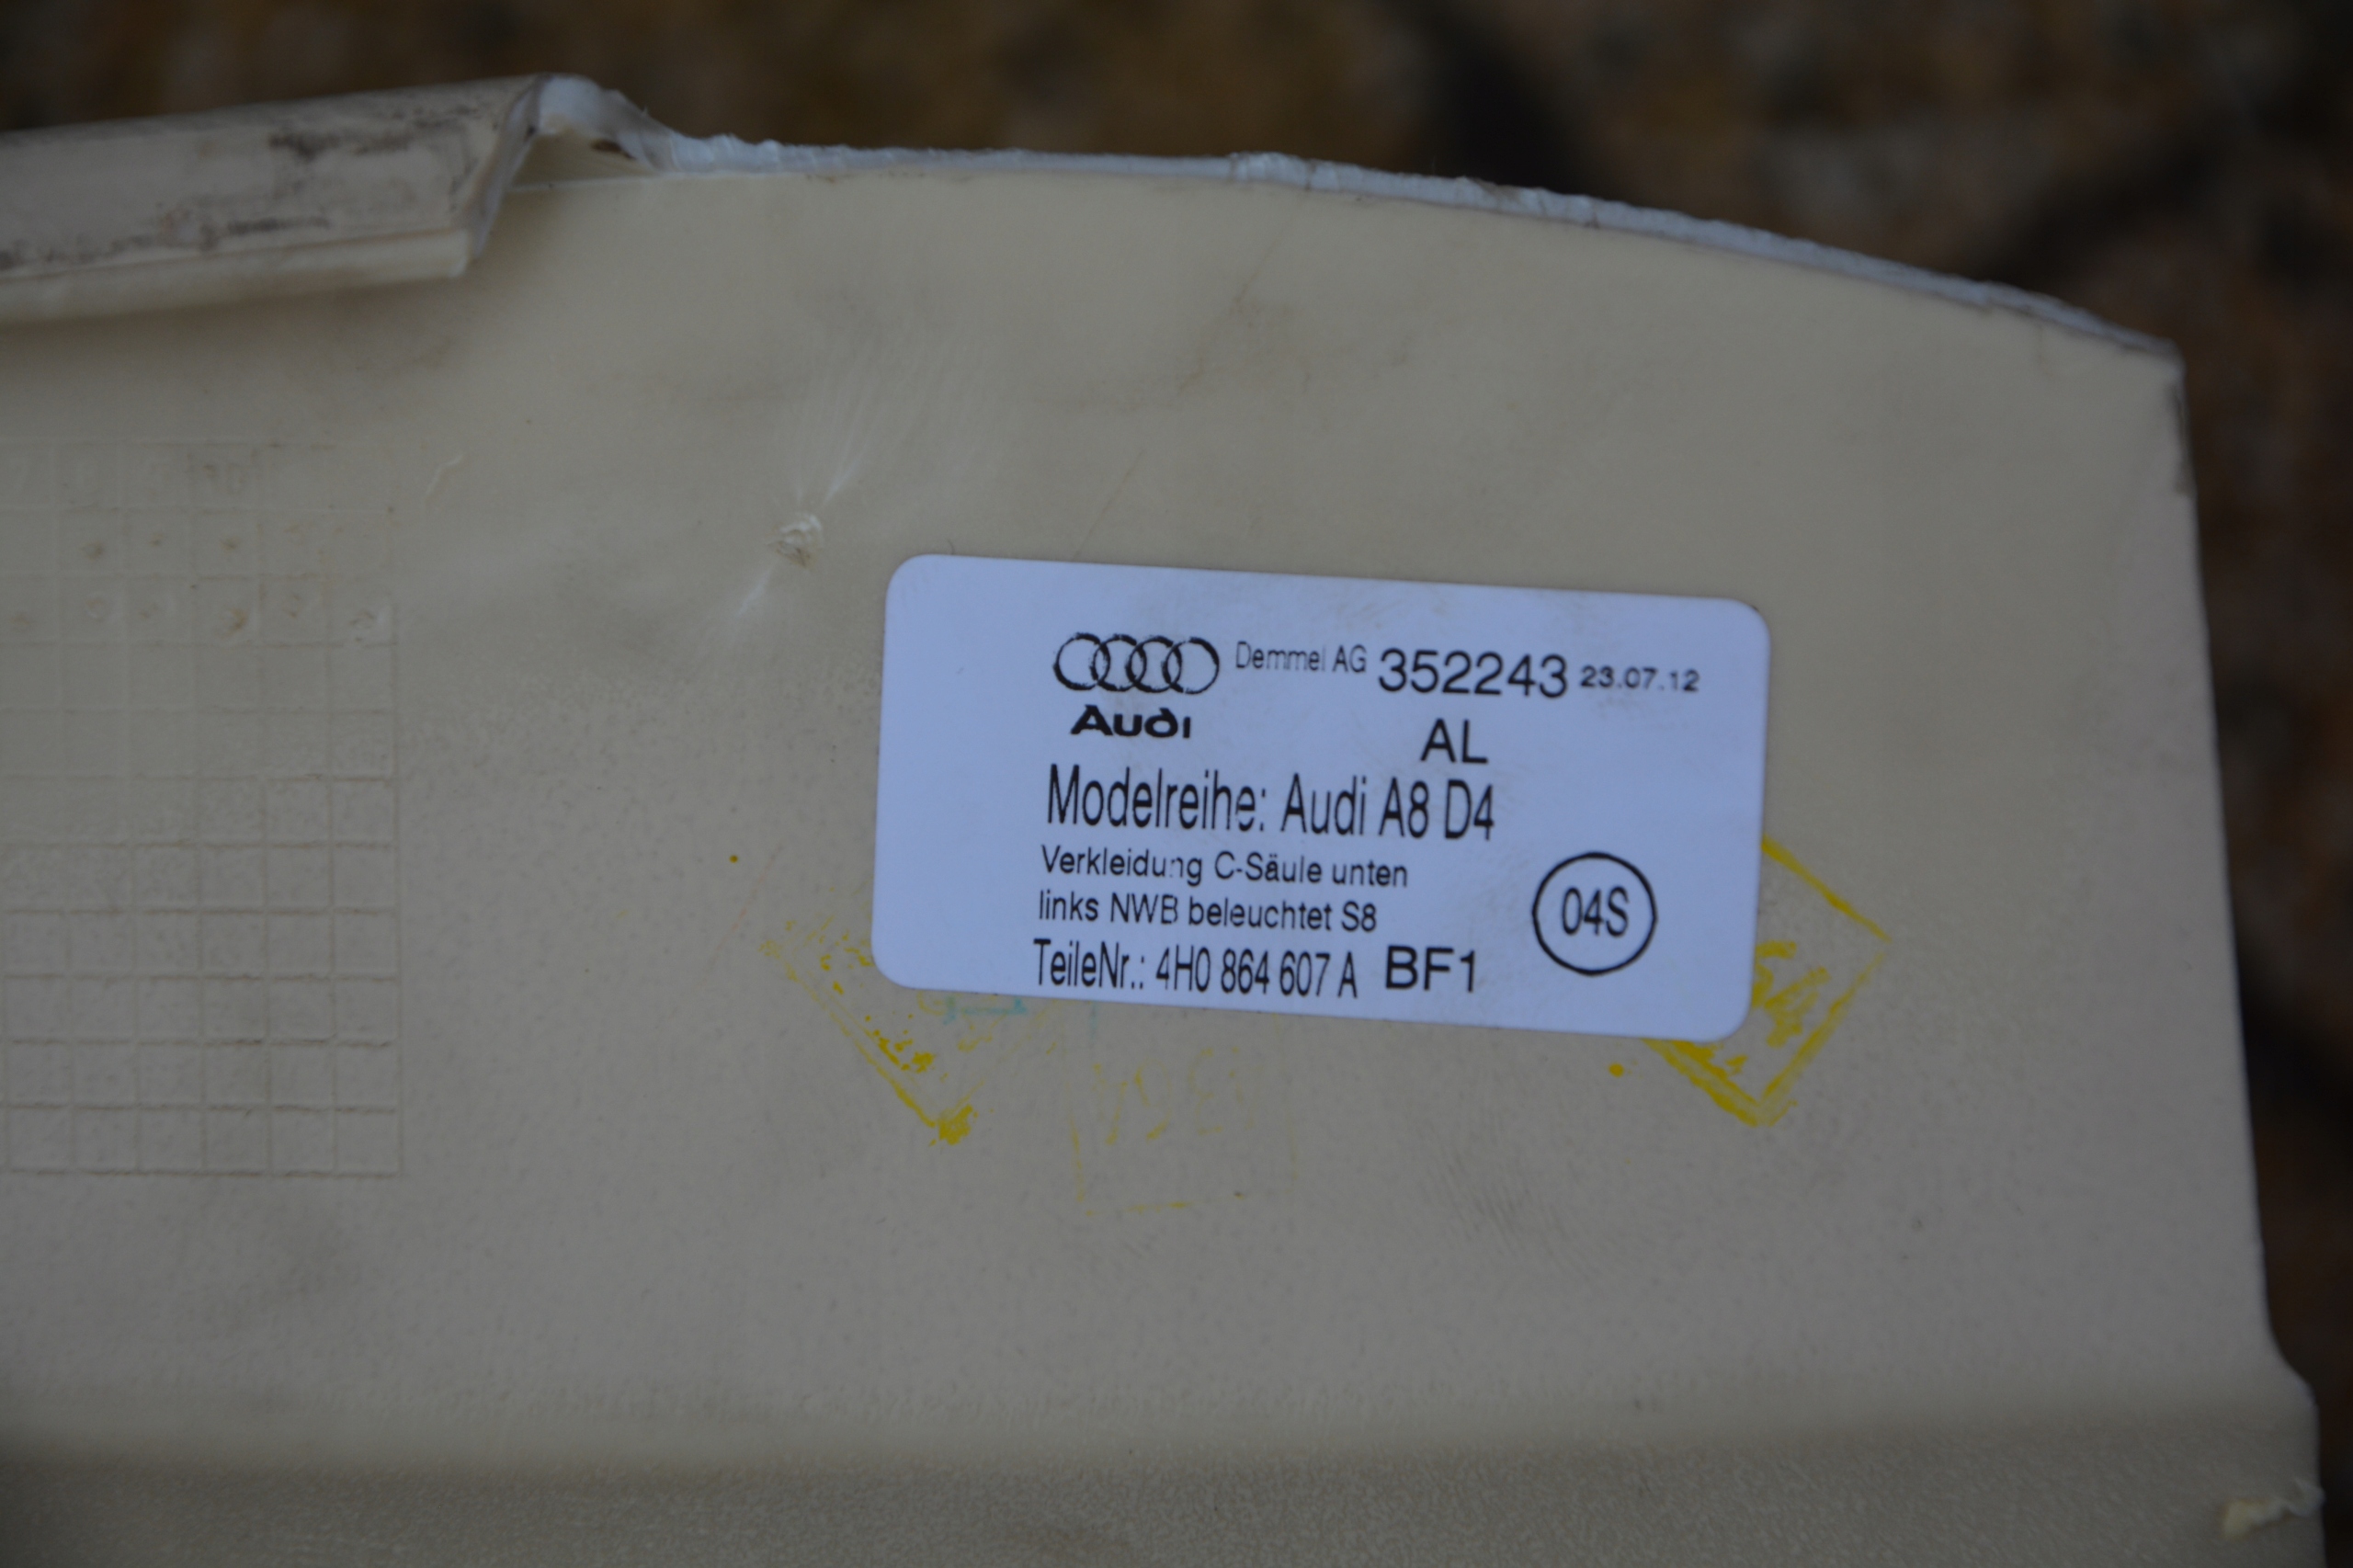 Demmel AG 352243 23.07.12
Audi
AL
Modelreihe: Audi A8 D4
Verkleidung C-Säule unten
links NWB beleuchtet S8
04S
TeileNr.: 4H0 864 607 A BF1